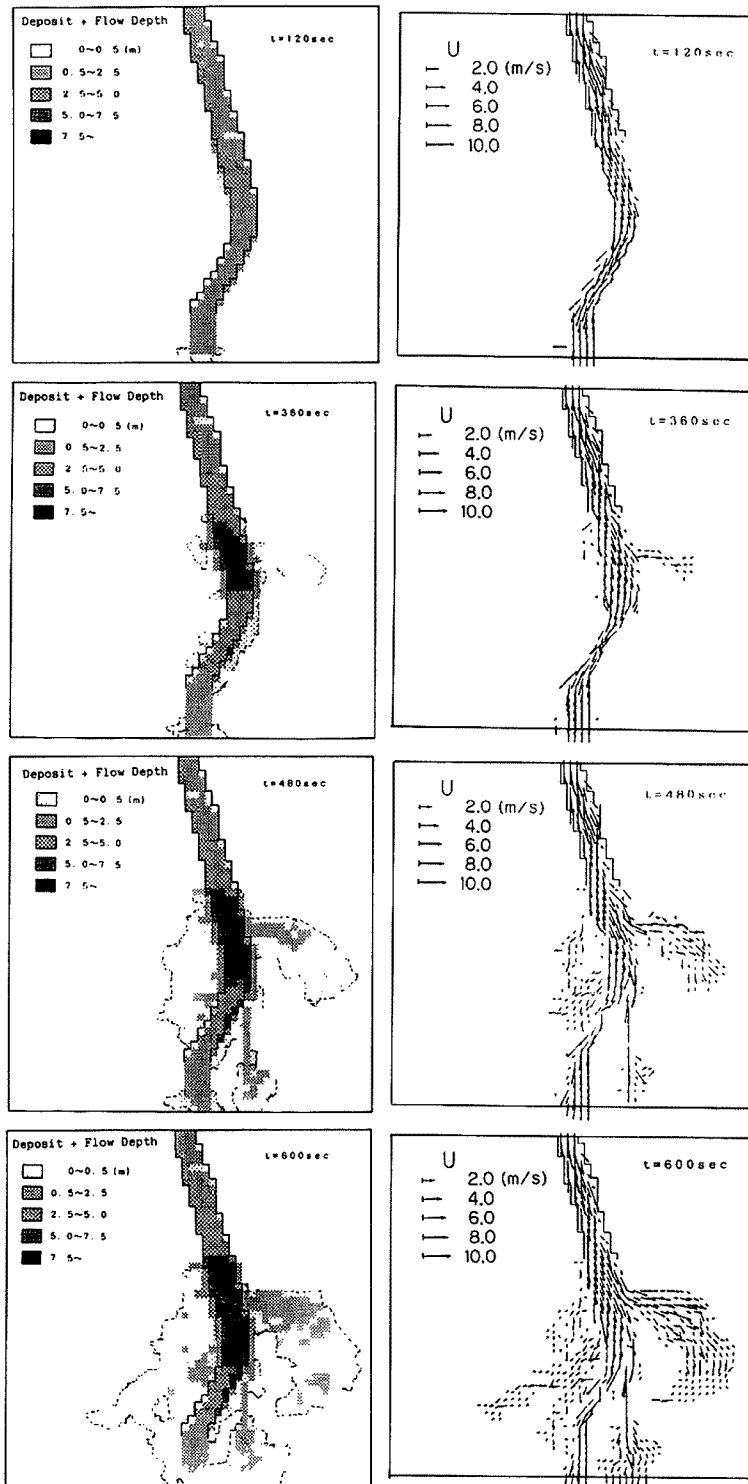 Deposit + Flow Depth
t=120sec
0~0 5 (m)
0. 5~2 5
2 5~5 0
5. 0~7 5
7 5~
U
t=120sec
2.0 (m/s)
4.0
6.0
8.0
10.0
Deposit + Flow Depth
t=360sec
0~0 5 (m)
0 5~2. 5
2 5~5 0
5. 0~7 5
7. 5~
U
t=360sec
2.0 (m/s)
4.0
6.0
8.0
10.0
Deposit + Flow Depth
t=480sec
0~0 5 (m)
0 5~2. 5
2 5~5. 0
5. 0~7 5
7 5~
U
t=480sec
2.0 (m/s)
4.0
6.0
8.0
10.0
Deposit + Flow Depth
t=600sec
0~0. 5 (m)
0. 5~2. 5
2. 5~5. 0
5. 0~7. 5
7 5~
U
t=600sec
2.0 (m/s)
4.0
6.0
8.0
10.0